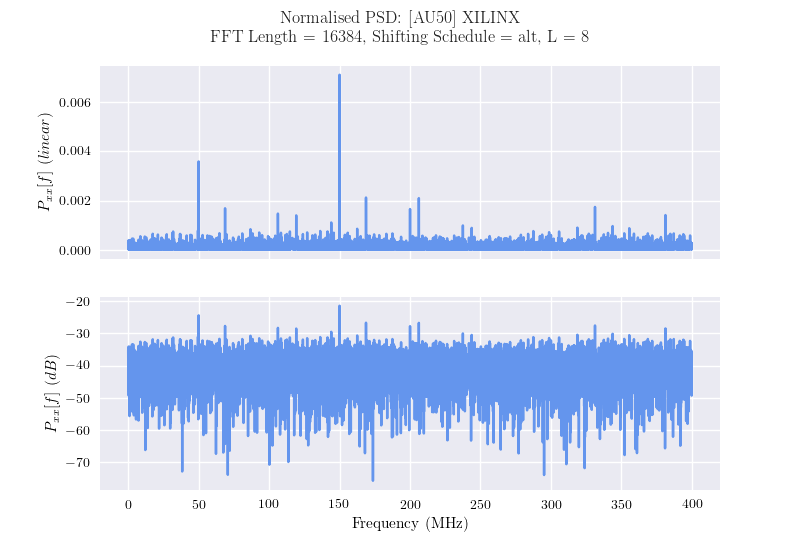 Normalised PSD: [AU50] XILINX
FFT Length = 16384, Shifting Schedule = alt, L = 8
0.006
0.004
0.002
0.000
P_xx[f] (linear)
−20
−30
−40
−50
−60
−70
P_xx[f] (dB)
0 50 100 150 200 250 300 350 400
Frequency (MHz)